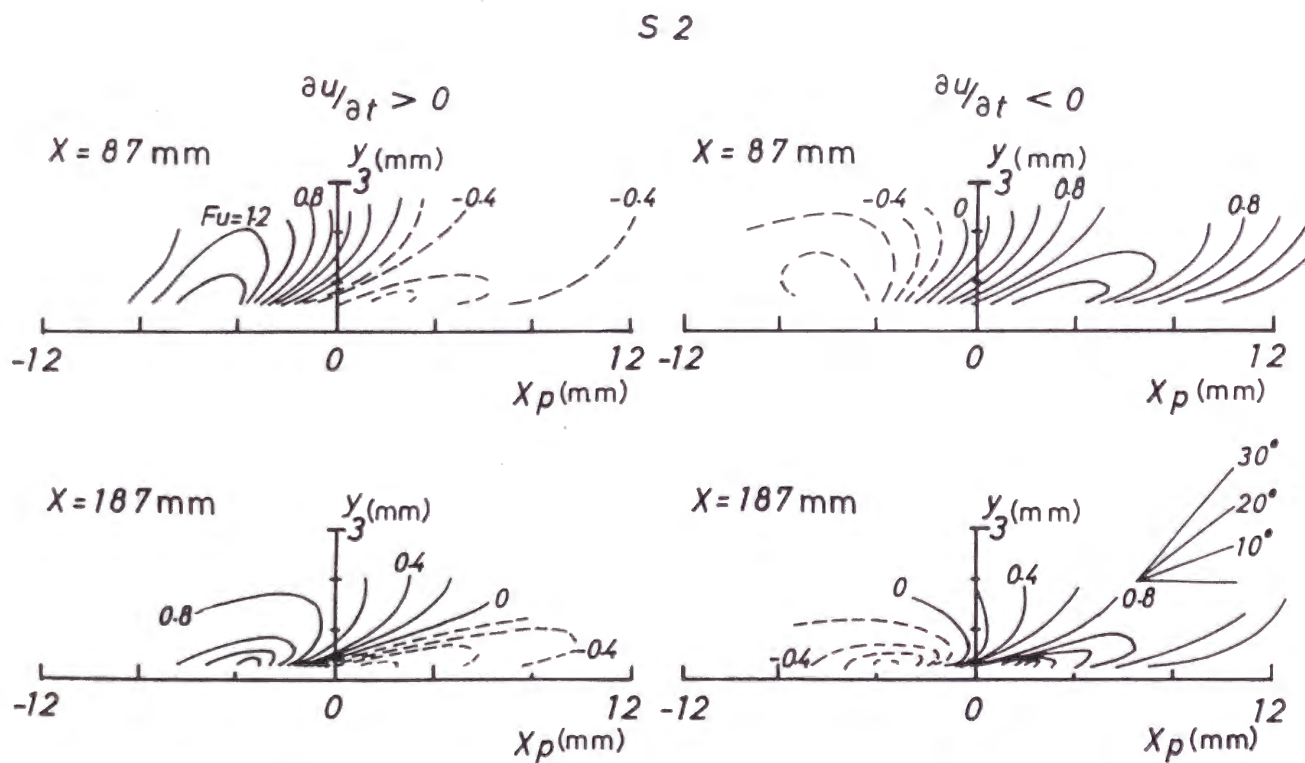 S 2
∂u/∂t > 0
∂u/∂t < 0
X = 87 mm
y (mm)
3
Fu=1.2
0.8
-0.4
-0.4
-12
0
12
Xp (mm)
X = 87 mm
y (mm)
3
-0.4
0
0.8
0.8
-12
0
12
Xp (mm)
X = 187 mm
y (mm)
3
0.8
0.4
0
-0.4
-12
0
12
Xp (mm)
X = 187 mm
y (mm)
3
0
0.4
0.8
-0.4
30°
20°
10°
-12
0
12
Xp (mm)